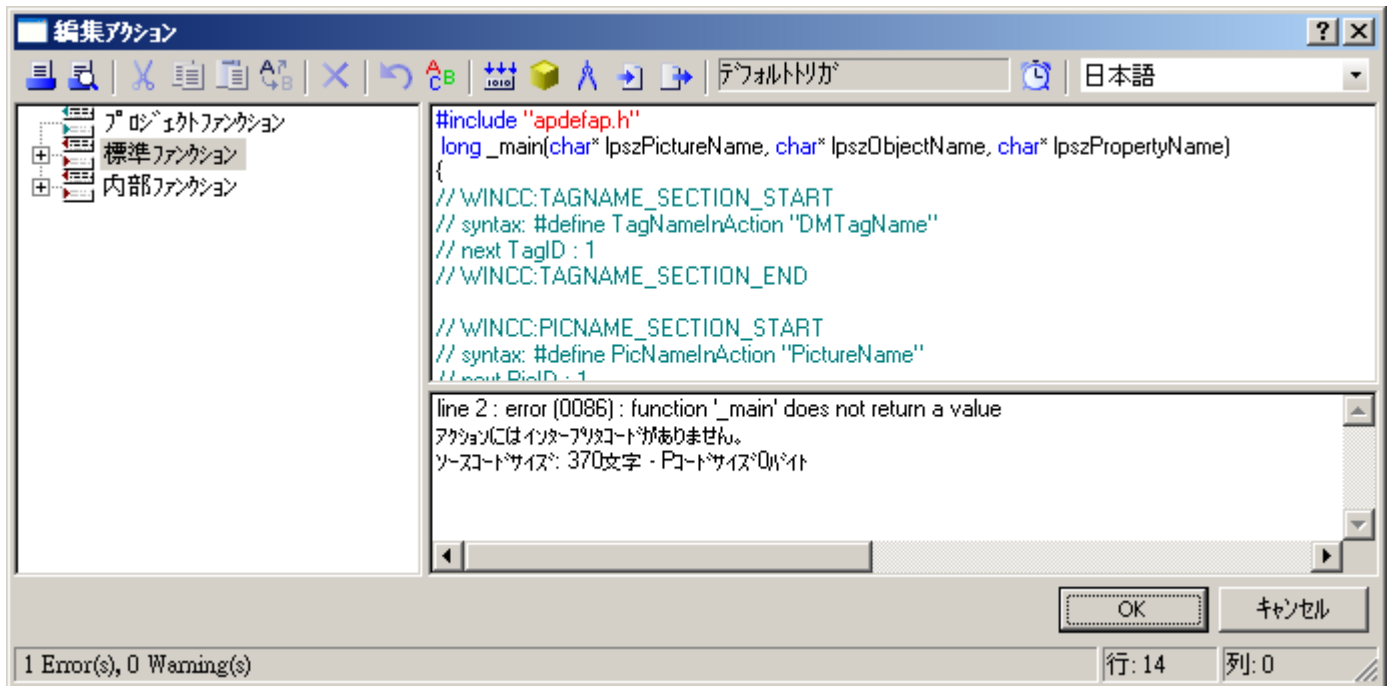 編集ｱｸｼｮﾝ
ﾃﾞﾌｫﾙﾄﾄﾘｶﾞ
日本語
ﾌﾟﾛｼﾞｪｸﾄﾌｧﾝｸｼｮﾝ
標準ﾌｧﾝｸｼｮﾝ
内部ﾌｧﾝｸｼｮﾝ
#include "apdefap.h"
long _main(char* lpszPictureName, char* lpszObjectName, char* lpszPropertyName)
{
// WINCC:TAGNAME_SECTION_START
// syntax: #define TagNameInAction "DMTagName"
// next TagID : 1
// WINCC:TAGNAME_SECTION_END
// WINCC:PICNAME_SECTION_START
// syntax: #define PicNameInAction "PictureName"
// next PicID : 1
line 2 : error (0086) : function '_main' does not return a value
ｱｸｼｮﾝにはｲﾝﾀｰﾌﾟﾘﾀｺｰﾄﾞがありません。
ｿｰｽｺｰﾄﾞｻｲｽﾞ: 370文字 - Pｺｰﾄﾞｻｲｽﾞ0ﾊﾞｲﾄ
OK
ｷｬﾝｾﾙ
1 Error(s), 0 Warning(s)
行: 14
列: 0